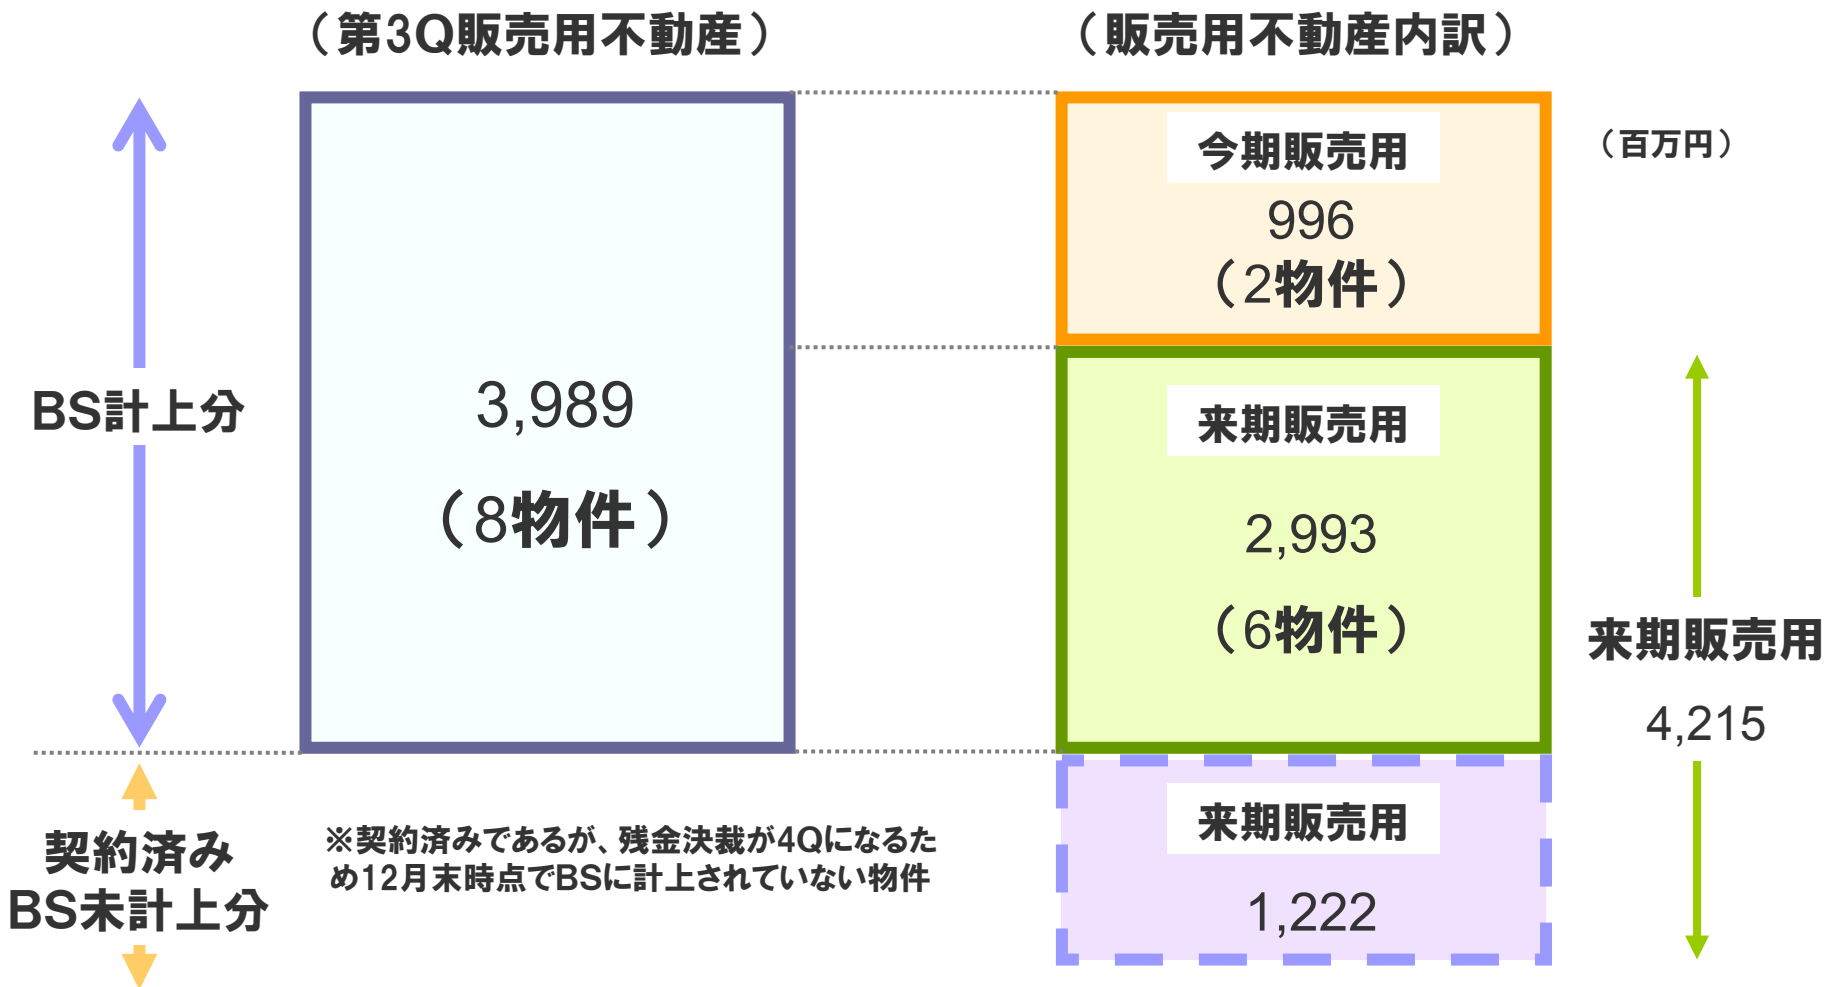 （第3Q販売用不動産）
（販売用不動産内訳）
（百万円）
今期販売用
996
（2物件）
BS計上分
3,989
（8物件）
来期販売用
2,993
（6物件）
来期販売用
4,215
契約済み
BS未計上分
※契約済みであるが、残金決裁が4Qになるた
め12月末時点でBSに計上されていない物件
来期販売用
1,222